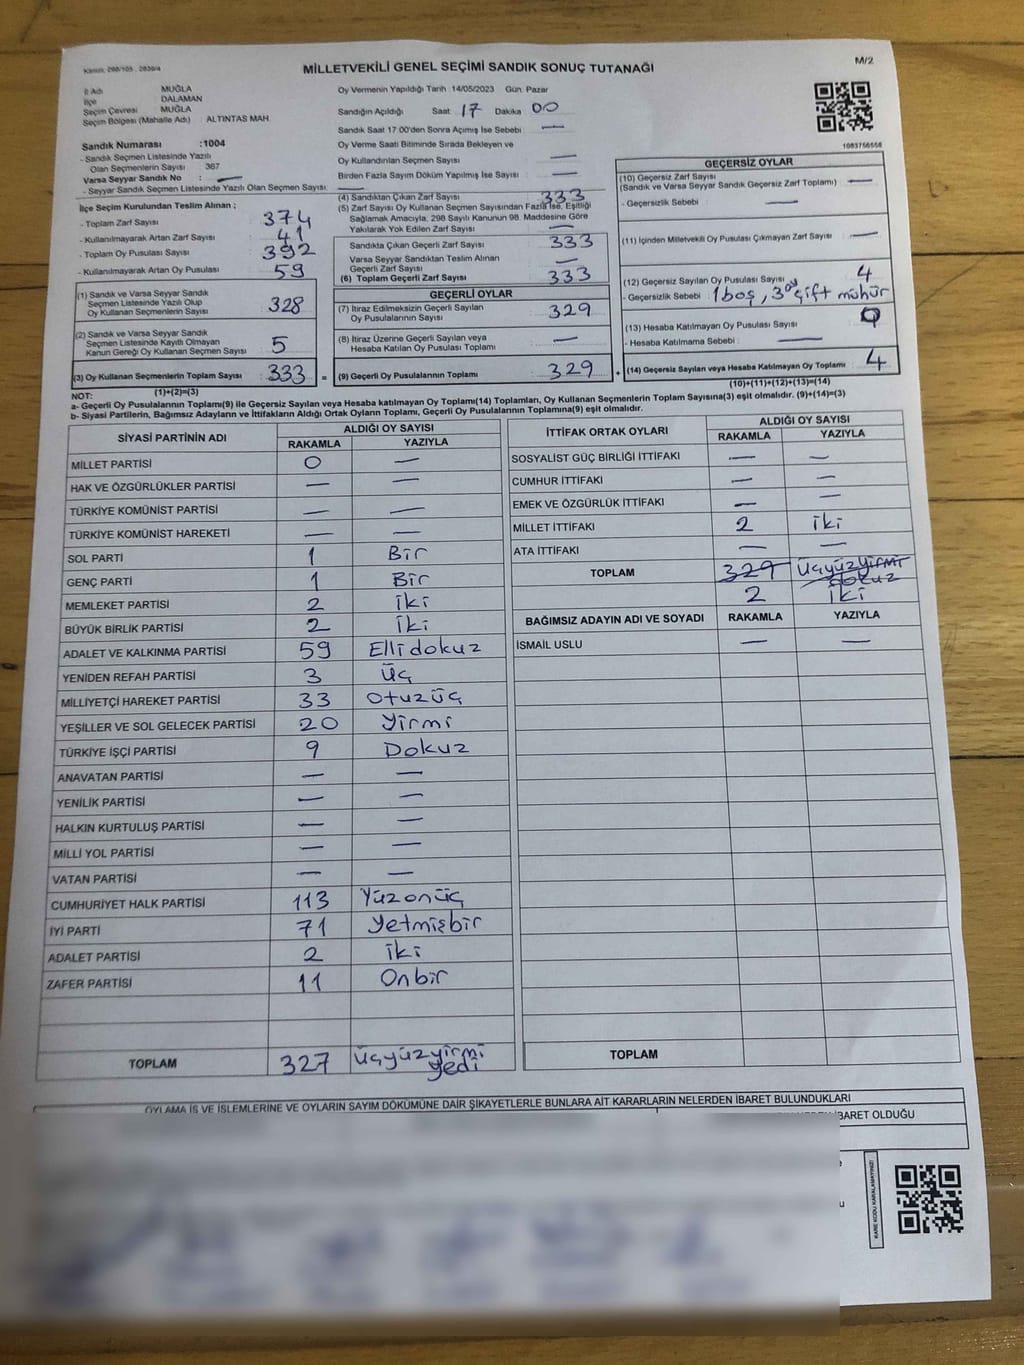 Kanun: 298/105 , 2839/4
MİLLETVEKİLİ GENEL SEÇİMİ SANDIK SONUÇ TUTANAĞI
M/2
İl Adı MUĞLA
İlçe DALAMAN
Seçim Çevresi MUĞLA
Seçim Bölgesi (Mahalle Adı) : ALTINTAS MAH.
Sandık Numarası :1004
- Sandık Seçmen Listesinde Yazılı
Olan Seçmenlerin Sayısı 367
Varsa Seyyar Sandık No : —
- Seyyar Sandık Seçmen Listesinde Yazılı Olan Seçmen Sayısı: —
Oy Vermenin Yapıldığı Tarih 14/05/2023 Gün: Pazar
Sandığın Açıldığı Saat 17 Dakika 00
Sandık Saat 17.00'den Sonra Açımış İse Sebebi —
Oy Verme Saati Bitiminde Sırada Bekleyen ve
Oy Kullandırılan Seçmen Sayısı —
Birden Fazla Sayım Döküm Yapılmış İse Sayısı —
1083756556
İlçe Seçim Kurulundan Teslim Alınan ;
- Toplam Zarf Sayısı 374
- Kullanılmayarak Artan Zarf Sayısı 41
- Toplam Oy Pusulası Sayısı 392
- Kullanılmayarak Artan Oy Pusulası 59
(1) Sandık ve Varsa Seyyar Sandık
Seçmen Listesinde Yazılı Olup
Oy Kullanan Seçmenlerin Sayısı 328
(2) Sandık ve Varsa Seyyar Sandık
Seçmen Listesinde Kayıtlı Olmayan
Kanun Gereği Oy Kullanan Seçmen Sayısı 5
(3) Oy Kullanan Seçmenlerin Toplam Sayısı 333 =
(1)+(2)=(3)
(4) Sandıktan Çıkan Zarf Sayısı 333
(5) Zarf Sayısı Oy Kullanan Seçmen Sayısından Fazla İse, Eşitliği
Sağlamak Amacıyla, 298 Sayılı Kanunun 98. Maddesine Göre
Yakılarak Yok Edilen Zarf Sayısı —
Sandıkta Çıkan Geçerli Zarf Sayısı 333
Varsa Seyyar Sandıktan Teslim Alınan
Geçerli Zarf Sayısı —
(6) Toplam Geçerli Zarf Sayısı 333
GEÇERLİ OYLAR
(7) İtiraz Edilmeksizin Geçerli Sayılan
Oy Pusulalarının Sayısı 329
(8) İtiraz Üzerine Geçerli Sayılan veya
Hesaba Katılan Oy Pusulası Toplamı —
(9) Geçerli Oy Pusulalarının Toplamı 329 +
GEÇERSİZ OYLAR
(10) Geçersiz Zarf Sayısı
(Sandık ve Varsa Seyyar Sandık Geçersiz Zarf Toplamı) —
- Geçersizlik Sebebi : —
(11) İçinden Milletvekili Oy Pusulası Çıkmayan Zarf Sayısı —
(12) Geçersiz Sayılan Oy Pusulası Sayısı 4
- Geçersizlik Sebebi 1 boş, 3 oy çift mühür
(13) Hesaba Katılmayan Oy Pusulası Sayısı 0
- Hesaba Katılmama Sebebi : —
(14) Geçersiz Sayılan veya Hesaba Katılmayan Oy Toplamı 4
(10)+(11)+(12)+(13)=(14)
NOT:
a- Geçerli Oy Pusulası(9) ile Geçersiz Sayılan veya Hesaba katılmayan Oy Toplamı(14) Toplamları, Oy Kullanan Seçmenlerin Toplam Sayısına(3) eşit olmalıdır. (9)+(14)=(3)
b- Siyasi Partilerin, Bağımsız Adayların ve İttifakların Aldığı Ortak Oyların Toplamı, Geçerli Oy Pusulalarının Toplamına(9) eşit olmalıdır.
SİYASİ PARTİNİN ADI ALDIĞI OY SAYISI
RAKAMLA YAZIYLA
MİLLET PARTİSİ 0 —
HAK VE ÖZGÜRLÜKLER PARTİSİ — —
TÜRKİYE KOMÜNİST PARTİSİ — —
TÜRKİYE KOMÜNİST HAREKETİ — —
SOL PARTİ 1 Bir
GENÇ PARTİ 1 Bir
MEMLEKET PARTİSİ 2 İki
BÜYÜK BİRLİK PARTİSİ 2 İki
ADALET VE KALKINMA PARTİSİ 59 Ellidokuz
YENİDEN REFAH PARTİSİ 3 Üç
MİLLİYETÇİ HAREKET PARTİSİ 33 Otuzüç
YEŞİLLER VE SOL GELECEK PARTİSİ 20 Yirmi
TÜRKİYE İŞÇİ PARTİSİ 9 Dokuz
ANAVATAN PARTİSİ — —
YENİLİK PARTİSİ — —
HALKIN KURTULUŞ PARTİSİ — —
MİLLİ YOL PARTİSİ — —
VATAN PARTİSİ — —
CUMHURİYET HALK PARTİSİ 113 Yüzonüç
İYİ PARTİ 71 Yetmişbir
ADALET PARTİSİ 2 İki
ZAFER PARTİSİ 11 Onbir
TOPLAM 327 Üçyüzyirmi
yedi
İTTİFAK ORTAK OYLARI ALDIĞI OY SAYISI
RAKAMLA YAZIYLA
SOSYALİST GÜÇ BİRLİĞİ İTTİFAKI — —
CUMHUR İTTİFAKI — —
EMEK VE ÖZGÜRLÜK İTTİFAKI — —
MİLLET İTTİFAKI 2 İki
ATA İTTİFAKI — —
TOPLAM 329 Üçyüzyirmi
dokuz
2 İki
BAĞIMSIZ ADAYIN ADI VE SOYADI RAKAMLA YAZIYLA
İSMAİL USLU — —
TOPLAM
OYLAMA İŞ VE İŞLEMLERİNE VE OYLARIN SAYIM DÖKÜMÜNE DAİR ŞİKAYETLERLE BUNLARA AİT KARARLARIN NELERDEN İBARET BULUNDUKLARI
İBARET OLDUĞU
KARE KODU KARALAMAYINIZ!